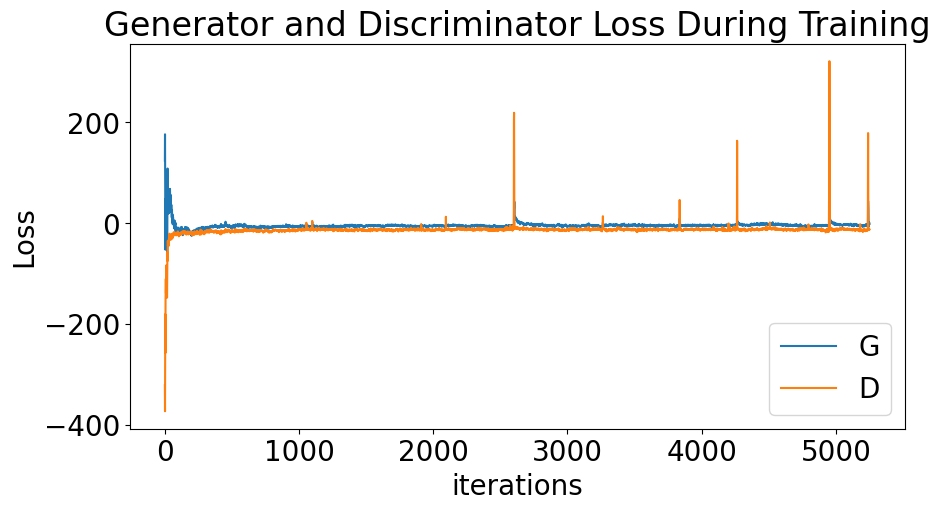 Generator and Discriminator Loss During Training
200
0
−200
−400
Loss
G
D
0 1000 2000 3000 4000 5000
iterations